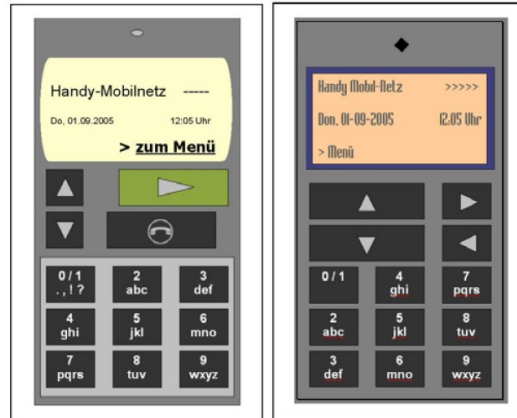 Handy-Mobilnetz -----
Do, 01.09.2005 12:05 Uhr
> zum Menü
0/1 2 3
.,!? abc def
4 5 6
ghi jkl mno
7 8 9
pqrs tuv wxyz
Handy Mobil-Netz >>>>>
Don, 01-09-2005 12.05 Uhr
> Menü
0/1 4 7
ghi pqrs
2 5 8
abc jkl tuv
3 6 9
def mno wxyz